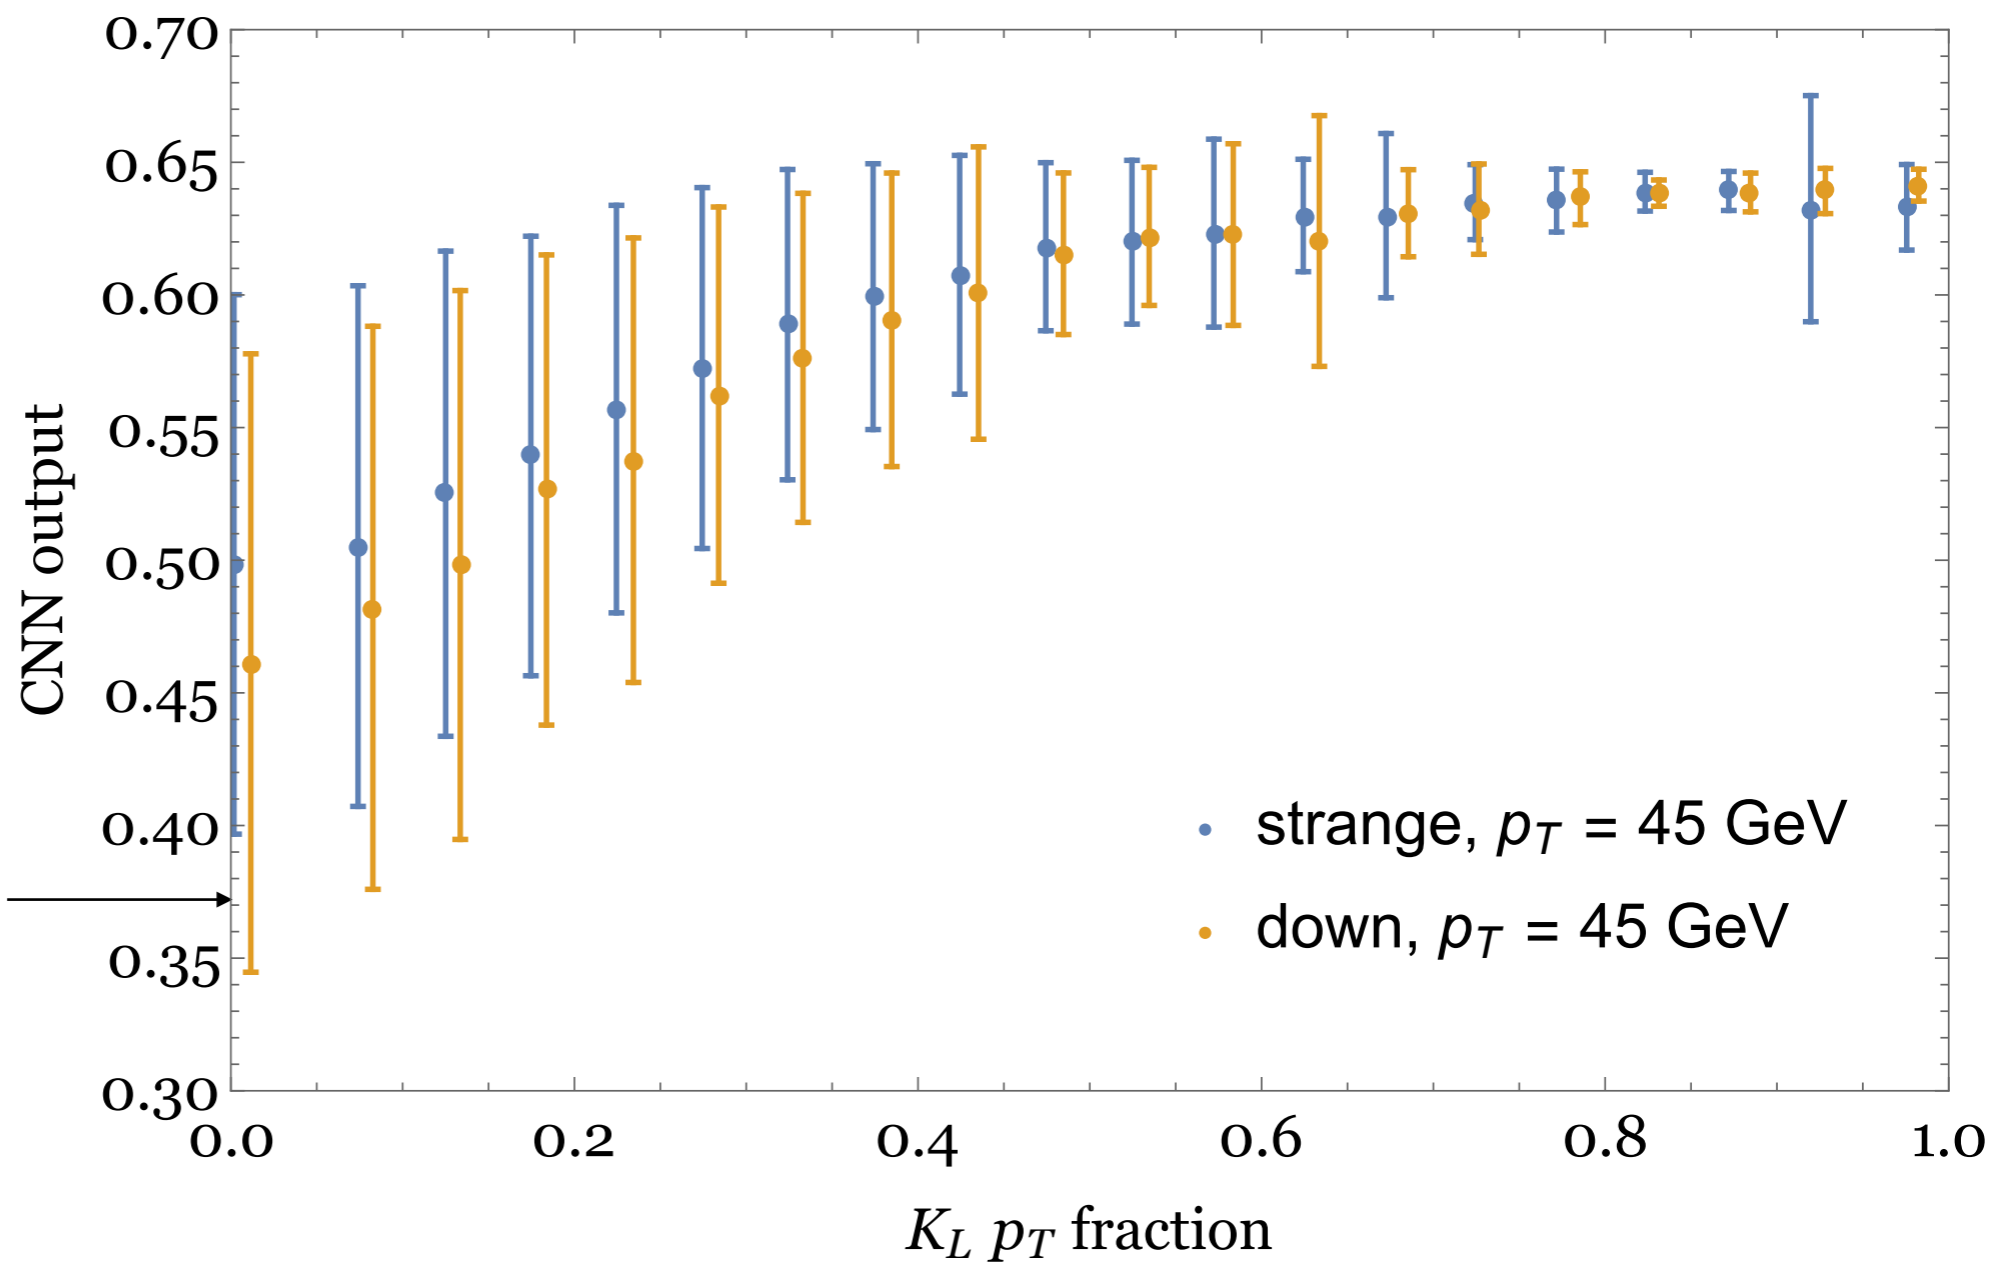 0.70
0.65
0.60
0.55
0.50
0.45
0.40
0.35
0.30
CNN output
strange, p_T = 45 GeV
down, p_T = 45 GeV
0.0 0.2 0.4 0.6 0.8 1.0
K_L p_T fraction